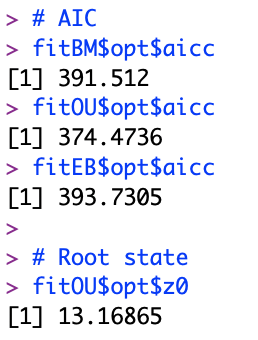 > # AIC
> fitBM$opt$aicc
[1] 391.512
> fitOU$opt$aicc
[1] 374.4736
> fitEB$opt$aicc
[1] 393.7305
>
> # Root state
> fitOU$opt$z0
[1] 13.16865